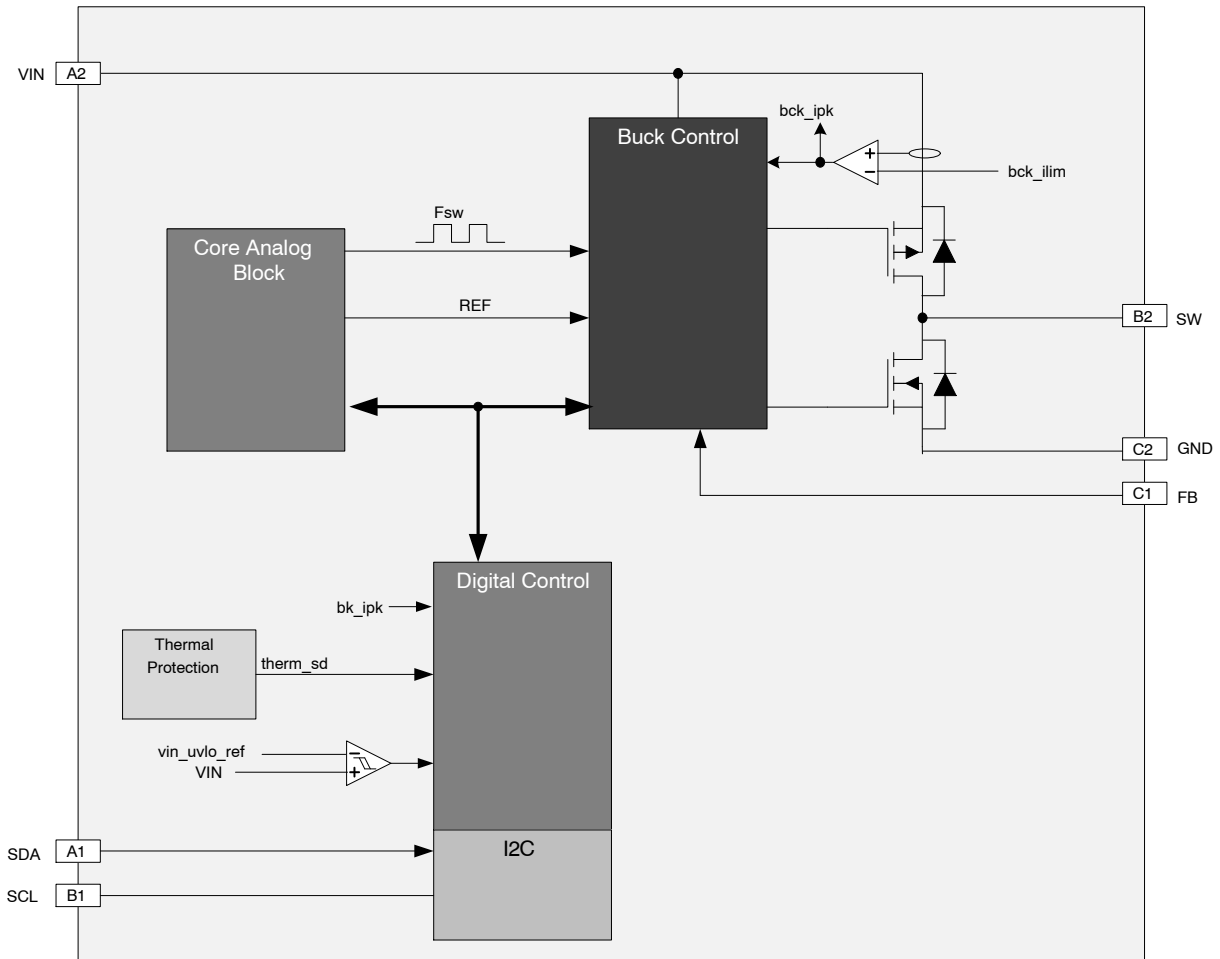 VIN A2
bck_ipk
Buck Control
+
−
bck_ilim
Fsw
Core Analog
Block
REF
B2 SW
C2 GND
C1 FB
Digital Control
bk_ipk
Thermal
Protection
therm_sd
vin_uvlo_ref −
VIN +
SDA A1
I2C
SCL B1